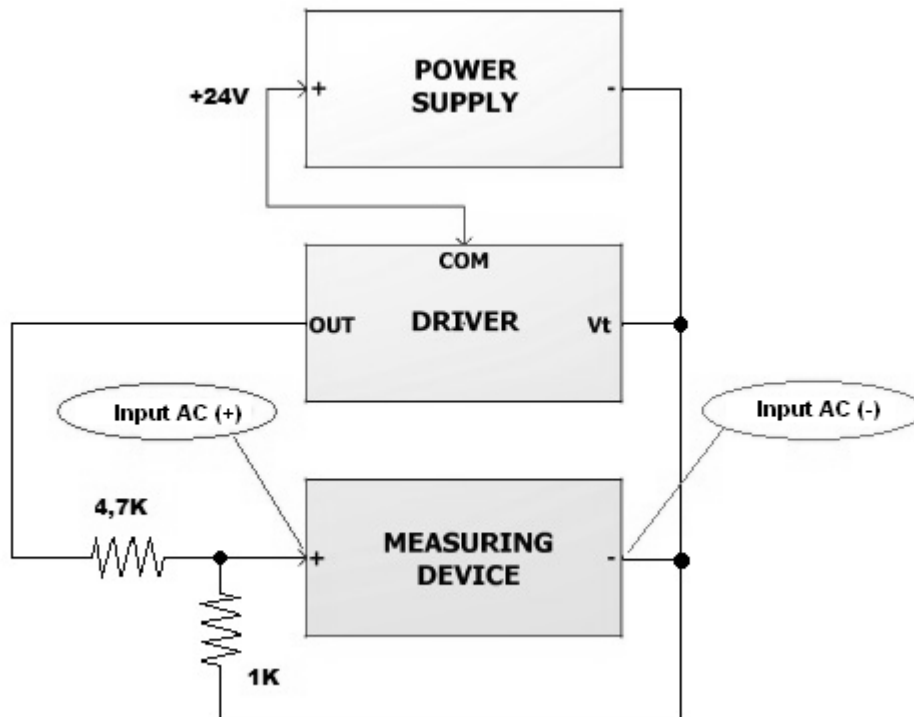 POWER
SUPPLY
+24V
+
-
COM
OUT
DRIVER
Vt
Input AC (+)
Input AC (-)
4,7K
+
MEASURING
DEVICE
-
1K